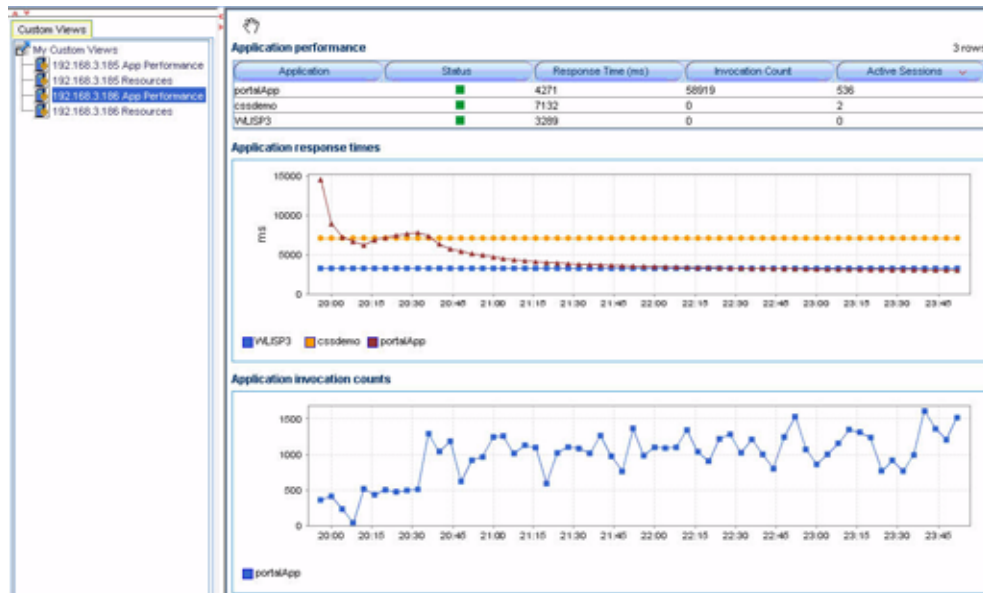 Custom Views
My Custom Views
192.168.3.185 App Performance
192.168.3.185 Resources
192.168.3.186 App Performance
192.168.3.186 Resources
Application performance 3 rows
Application Status Response Time (ms) Invocation Count Active Sessions
portalApp 4271 58919 536
cssdemo 7132 0 2
WLISP3 3289 0 0
Application response times
15000
10000
5000
0
ms
20:00 20:15 20:30 20:45 21:00 21:15 21:30 21:45 22:00 22:15 22:30 22:45 23:00 23:15 23:30 23:45
WLISP3 cssdemo portalApp
Application invocation counts
1500
1000
500
0
20:00 20:15 20:30 20:45 21:00 21:15 21:30 21:45 22:00 22:15 22:30 22:45 23:00 23:15 23:30 23:45
portalApp